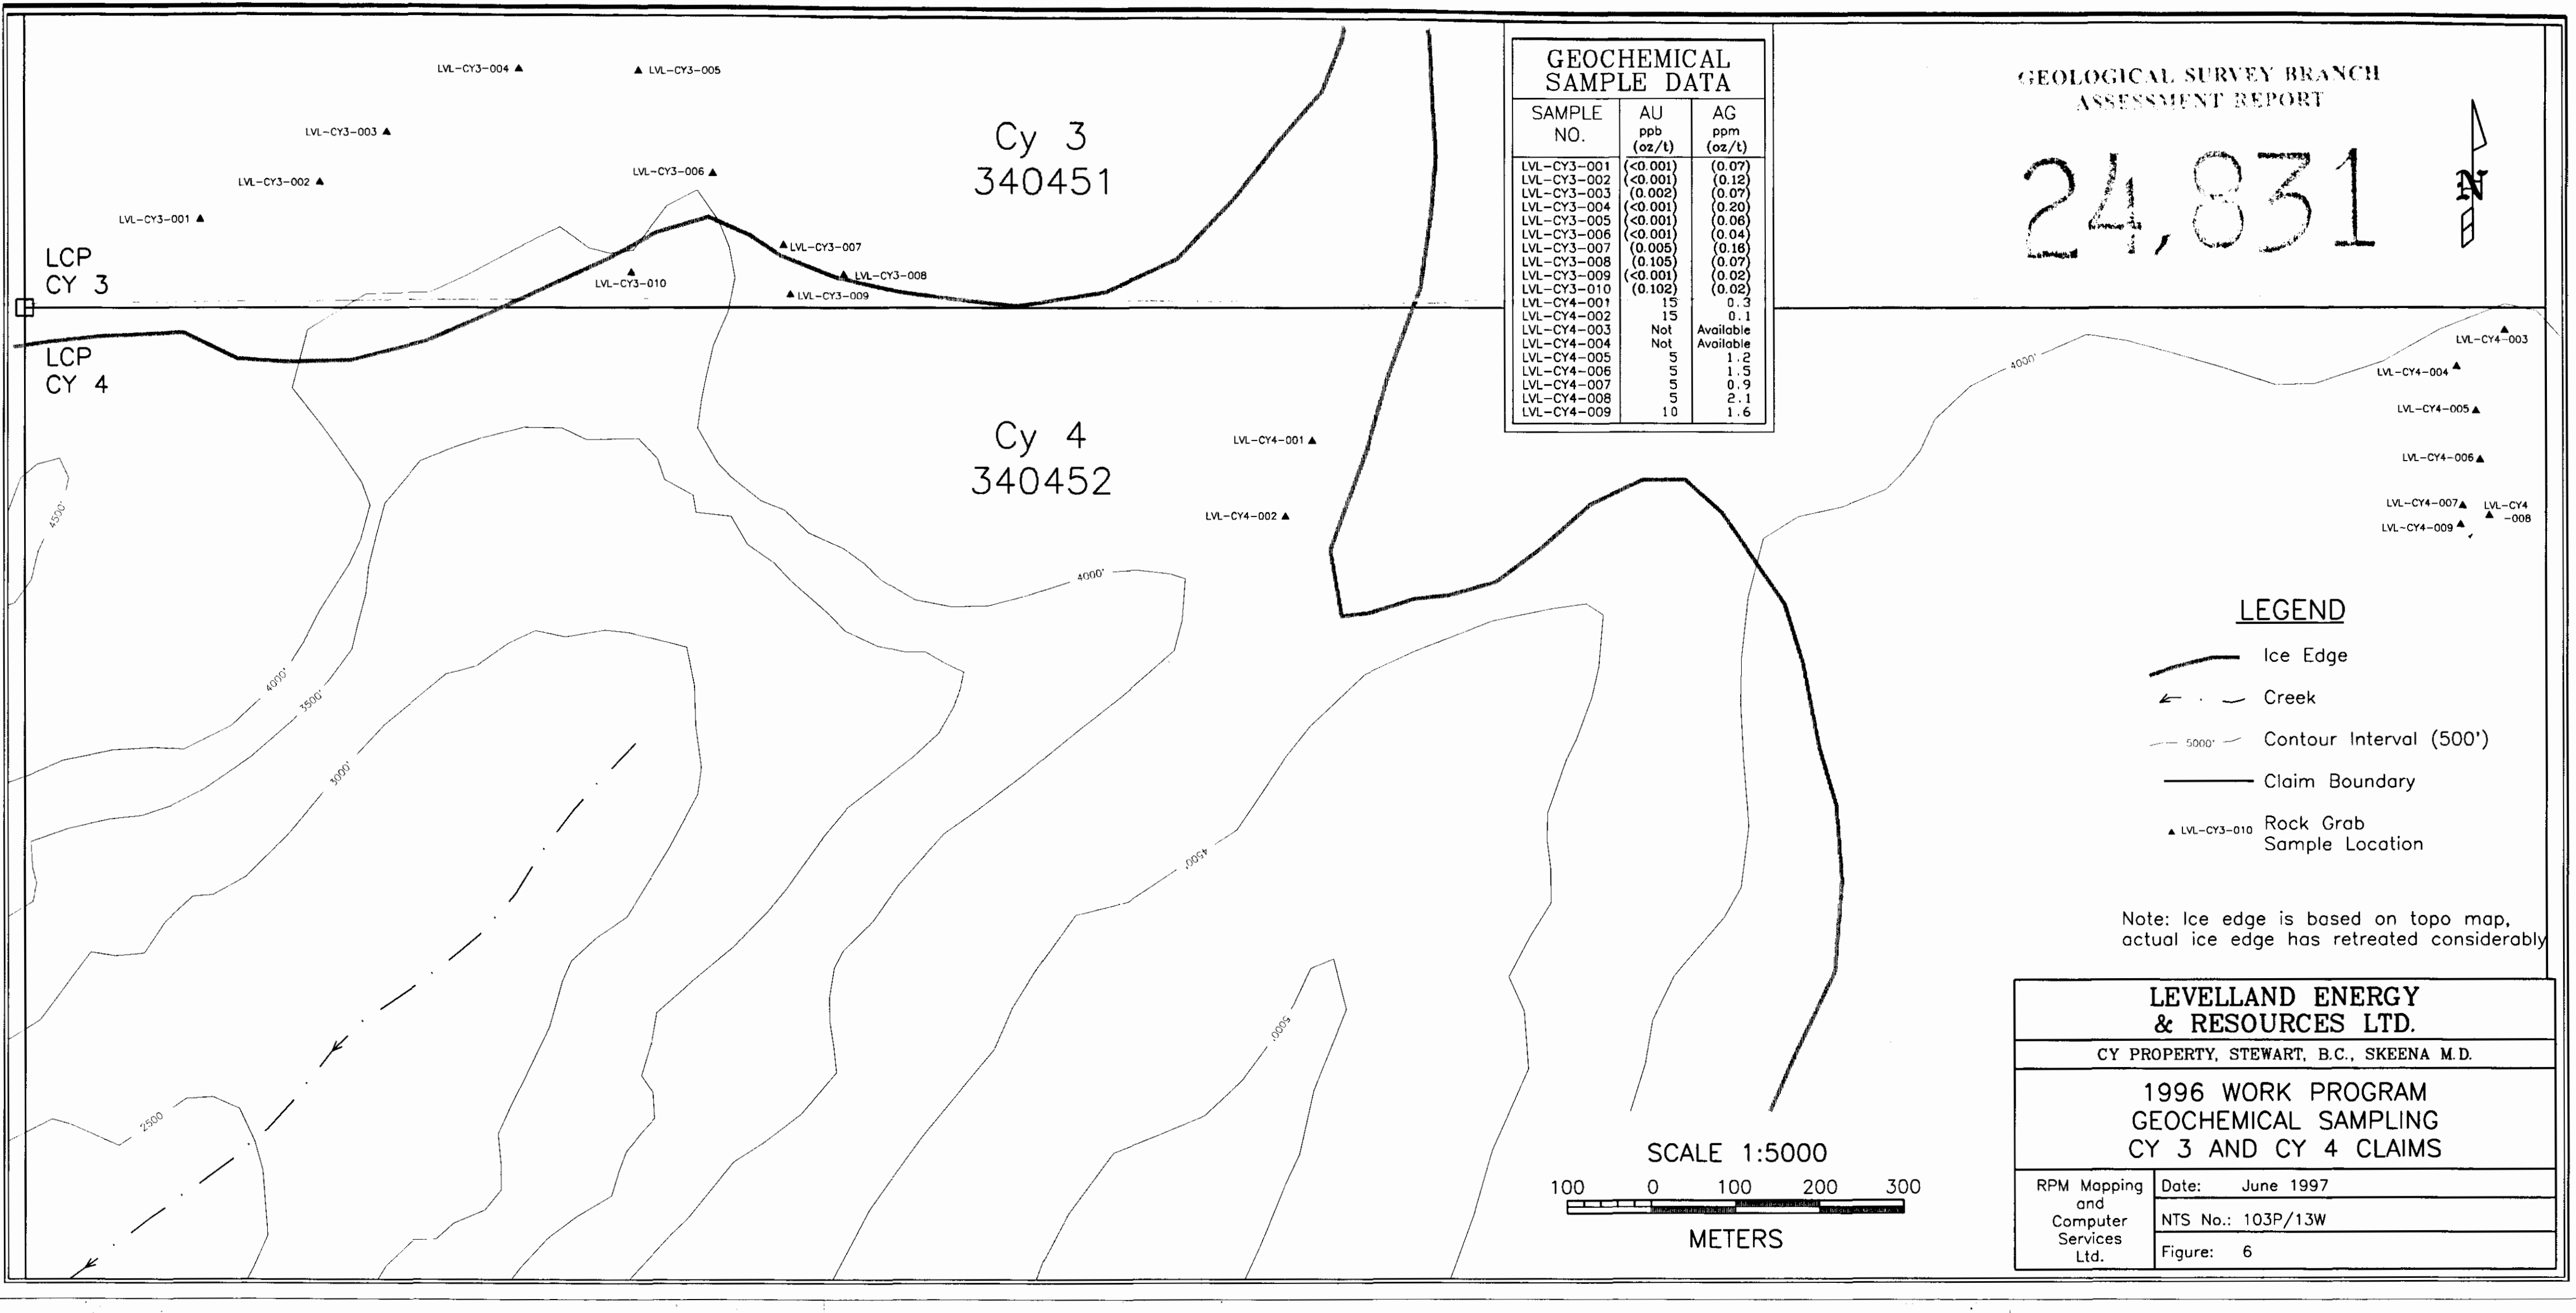 LVL-CY3-004
LVL-CY3-005
LVL-CY3-003
LVL-CY3-002
LVL-CY3-006
LVL-CY3-001
LVL-CY3-007
LVL-CY3-008
LVL-CY3-010
LVL-CY3-009
Cy 3
340451
LCP
CY 3
LCP
CY 4
Cy 4
340452
LVL-CY4-001
LVL-CY4-002
GEOCHEMICAL
SAMPLE DATA
SAMPLE NO. AU ppb (oz/t) AG ppm (oz/t)
LVL-CY3-001 (<0.001) (0.07)
LVL-CY3-002 (<0.001) (0.12)
LVL-CY3-003 (0.002) (0.07)
LVL-CY3-004 (<0.001) (0.20)
LVL-CY3-005 (<0.001) (0.06)
LVL-CY3-006 (<0.001) (0.04)
LVL-CY3-007 (0.005) (0.16)
LVL-CY3-008 (0.105) (0.07)
LVL-CY3-009 (<0.001) (0.02)
LVL-CY3-010 (0.102) (0.02)
LVL-CY4-001 15 0.3
LVL-CY4-002 15 0.1
LVL-CY4-003 Not Available
LVL-CY4-004 Not Available
LVL-CY4-005 5 1.2
LVL-CY4-006 5 1.5
LVL-CY4-007 5 0.9
LVL-CY4-008 5 2.1
LVL-CY4-009 10 1.6
GEOLOGICAL SURVEY BRANCH
ASSESSMENT REPORT
24,831
N
LVL-CY4-003
LVL-CY4-004
LVL-CY4-005
LVL-CY4-006
LVL-CY4-007
LVL-CY4
-008
LVL-CY4-009
4000'
4500'
4000'
4000'
3500'
3000'
2500
4500'
5000'
LEGEND
Ice Edge
Creek
5000' Contour Interval (500')
Claim Boundary
LVL-CY3-010 Rock Grab
Sample Location
Note: Ice edge is based on topo map,
actual ice edge has retreated considerably
SCALE 1:5000
100 0 100 200 300
METERS
LEVELLAND ENERGY
& RESOURCES LTD.
CY PROPERTY, STEWART, B.C., SKEENA M.D.
1996 WORK PROGRAM
GEOCHEMICAL SAMPLING
CY 3 AND CY 4 CLAIMS
RPM Mapping
and
Computer
Services
Ltd.
Date: June 1997
NTS No.: 103P/13W
Figure: 6